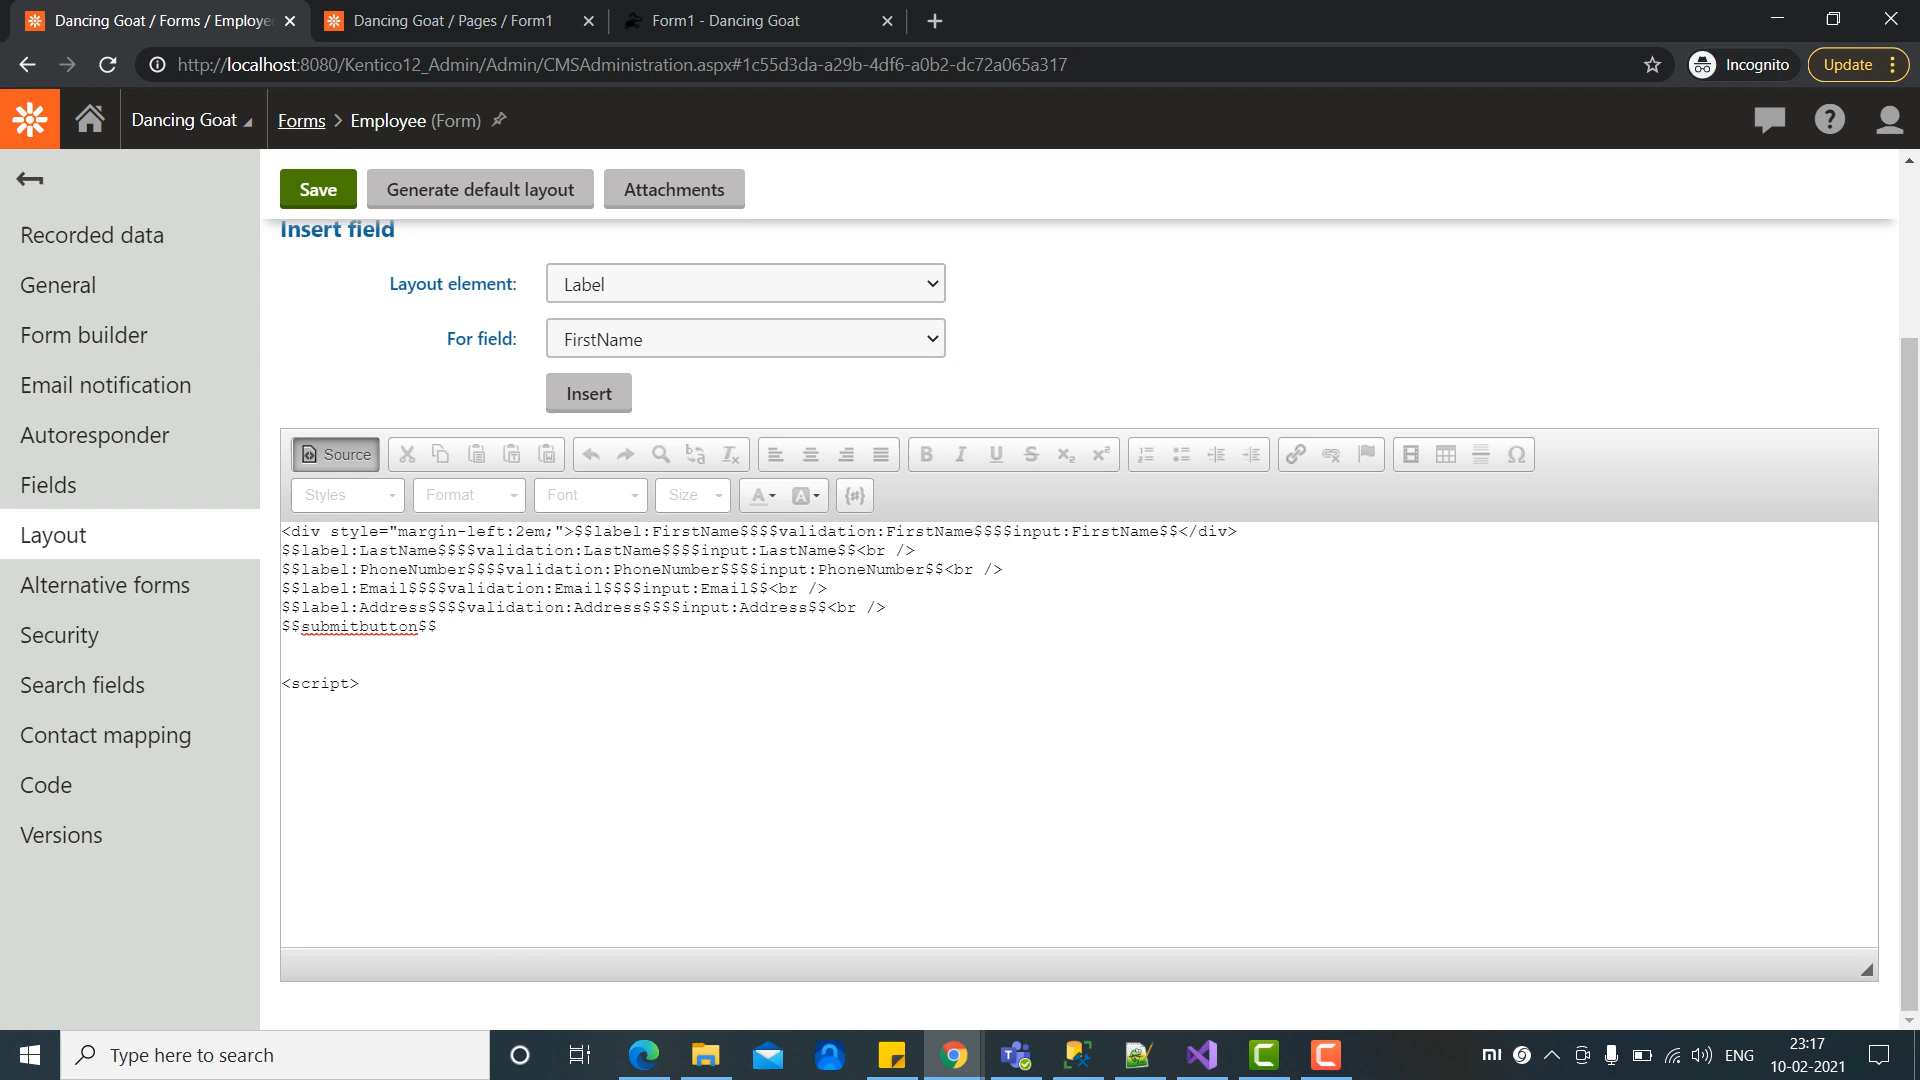 Dancing Goat / Forms / Employe
Dancing Goat / Pages / Form1
Form1 - Dancing Goat
http://localhost:8080/Kentico12_Admin/Admin/CMSAdministration.aspx#1c55d3da-a29b-4df6-a0b2-dc72a065a317
Incognito
Update
Dancing Goat
Forms > Employee (Form)
Save
Generate default layout
Attachments
Recorded data
General
Form builder
Email notification
Autoresponder
Fields
Layout
Alternative forms
Security
Search fields
Contact mapping
Code
Versions
Insert field
Layout element:
Label
For field:
FirstName
Insert
Source
Styles
Format
Font
Size
<div style="margin-left:2em;">$$label:FirstName$$$$validation:FirstName$$$$input:FirstName$$</div>
$$label:LastName$$$$validation:LastName$$$$input:LastName$$<br />
$$label:PhoneNumber$$$$validation:PhoneNumber$$$$input:PhoneNumber$$<br />
$$label:Email$$$$validation:Email$$$$input:Email$$<br />
$$label:Address$$$$validation:Address$$$$input:Address$$<br />
$$submitbutton$$
<script>
Type here to search
ENG
23:17
10-02-2021